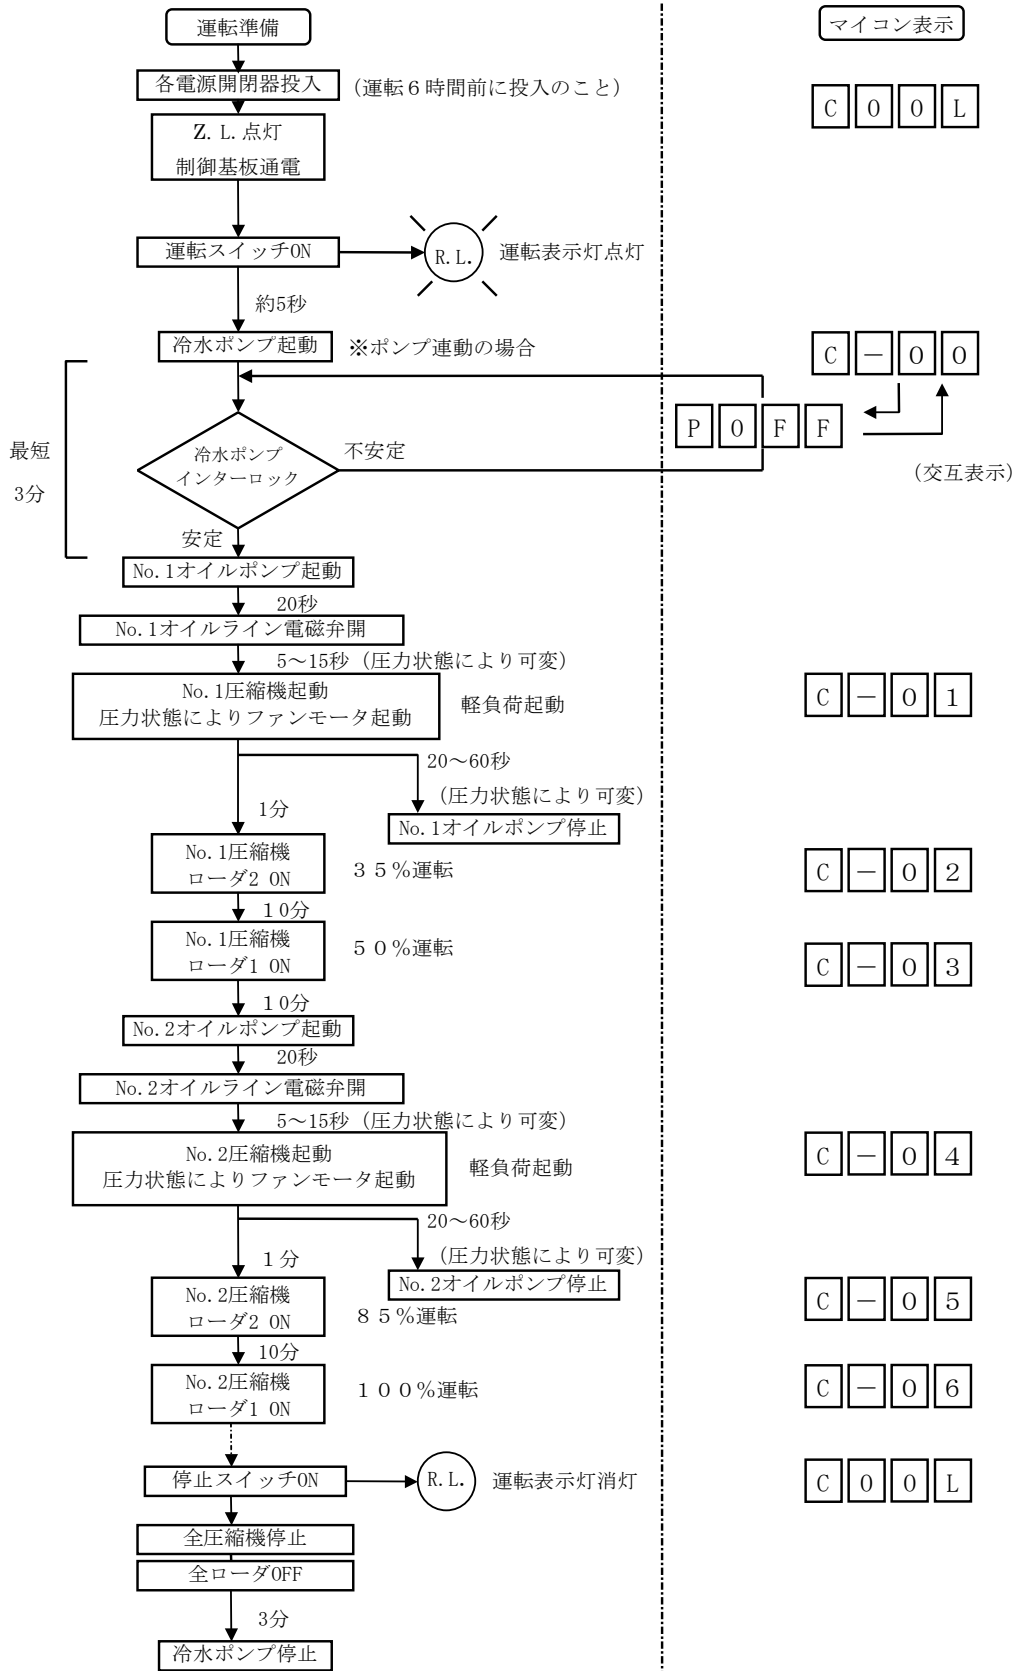 運転準備
マイコン表示
各電源開閉器投入
(運転6時間前に投入のこと)
C 0 0 L
Z.L.点灯
制御基板通電
運転スイッチON
R.L.
運転表示灯点灯
約5秒
冷水ポンプ起動
※ポンプ連動の場合
C － 0 0
P 0 F F
(交互表示)
最短
3分
冷水ポンプ
インターロック
不安定
安定
No.1オイルポンプ起動
20秒
No.1オイルライン電磁弁開
5～15秒 (圧力状態により可変)
No.1圧縮機起動
圧力状態によりファンモータ起動
軽負荷起動
C － 0 1
20～60秒
(圧力状態により可変)
1分
No.1オイルポンプ停止
No.1圧縮機
ローダ2 ON
35％運転
C － 0 2
10分
No.1圧縮機
ローダ1 ON
50％運転
C － 0 3
10分
No.2オイルポンプ起動
20秒
No.2オイルライン電磁弁開
5～15秒 (圧力状態により可変)
No.2圧縮機起動
圧力状態によりファンモータ起動
軽負荷起動
C － 0 4
20～60秒
(圧力状態により可変)
1分
No.2オイルポンプ停止
No.2圧縮機
ローダ2 ON
85％運転
C － 0 5
10分
No.2圧縮機
ローダ1 ON
100％運転
C － 0 6
停止スイッチON
R.L.
運転表示灯消灯
C 0 0 L
全圧縮機停止
全ローダOFF
3分
冷水ポンプ停止